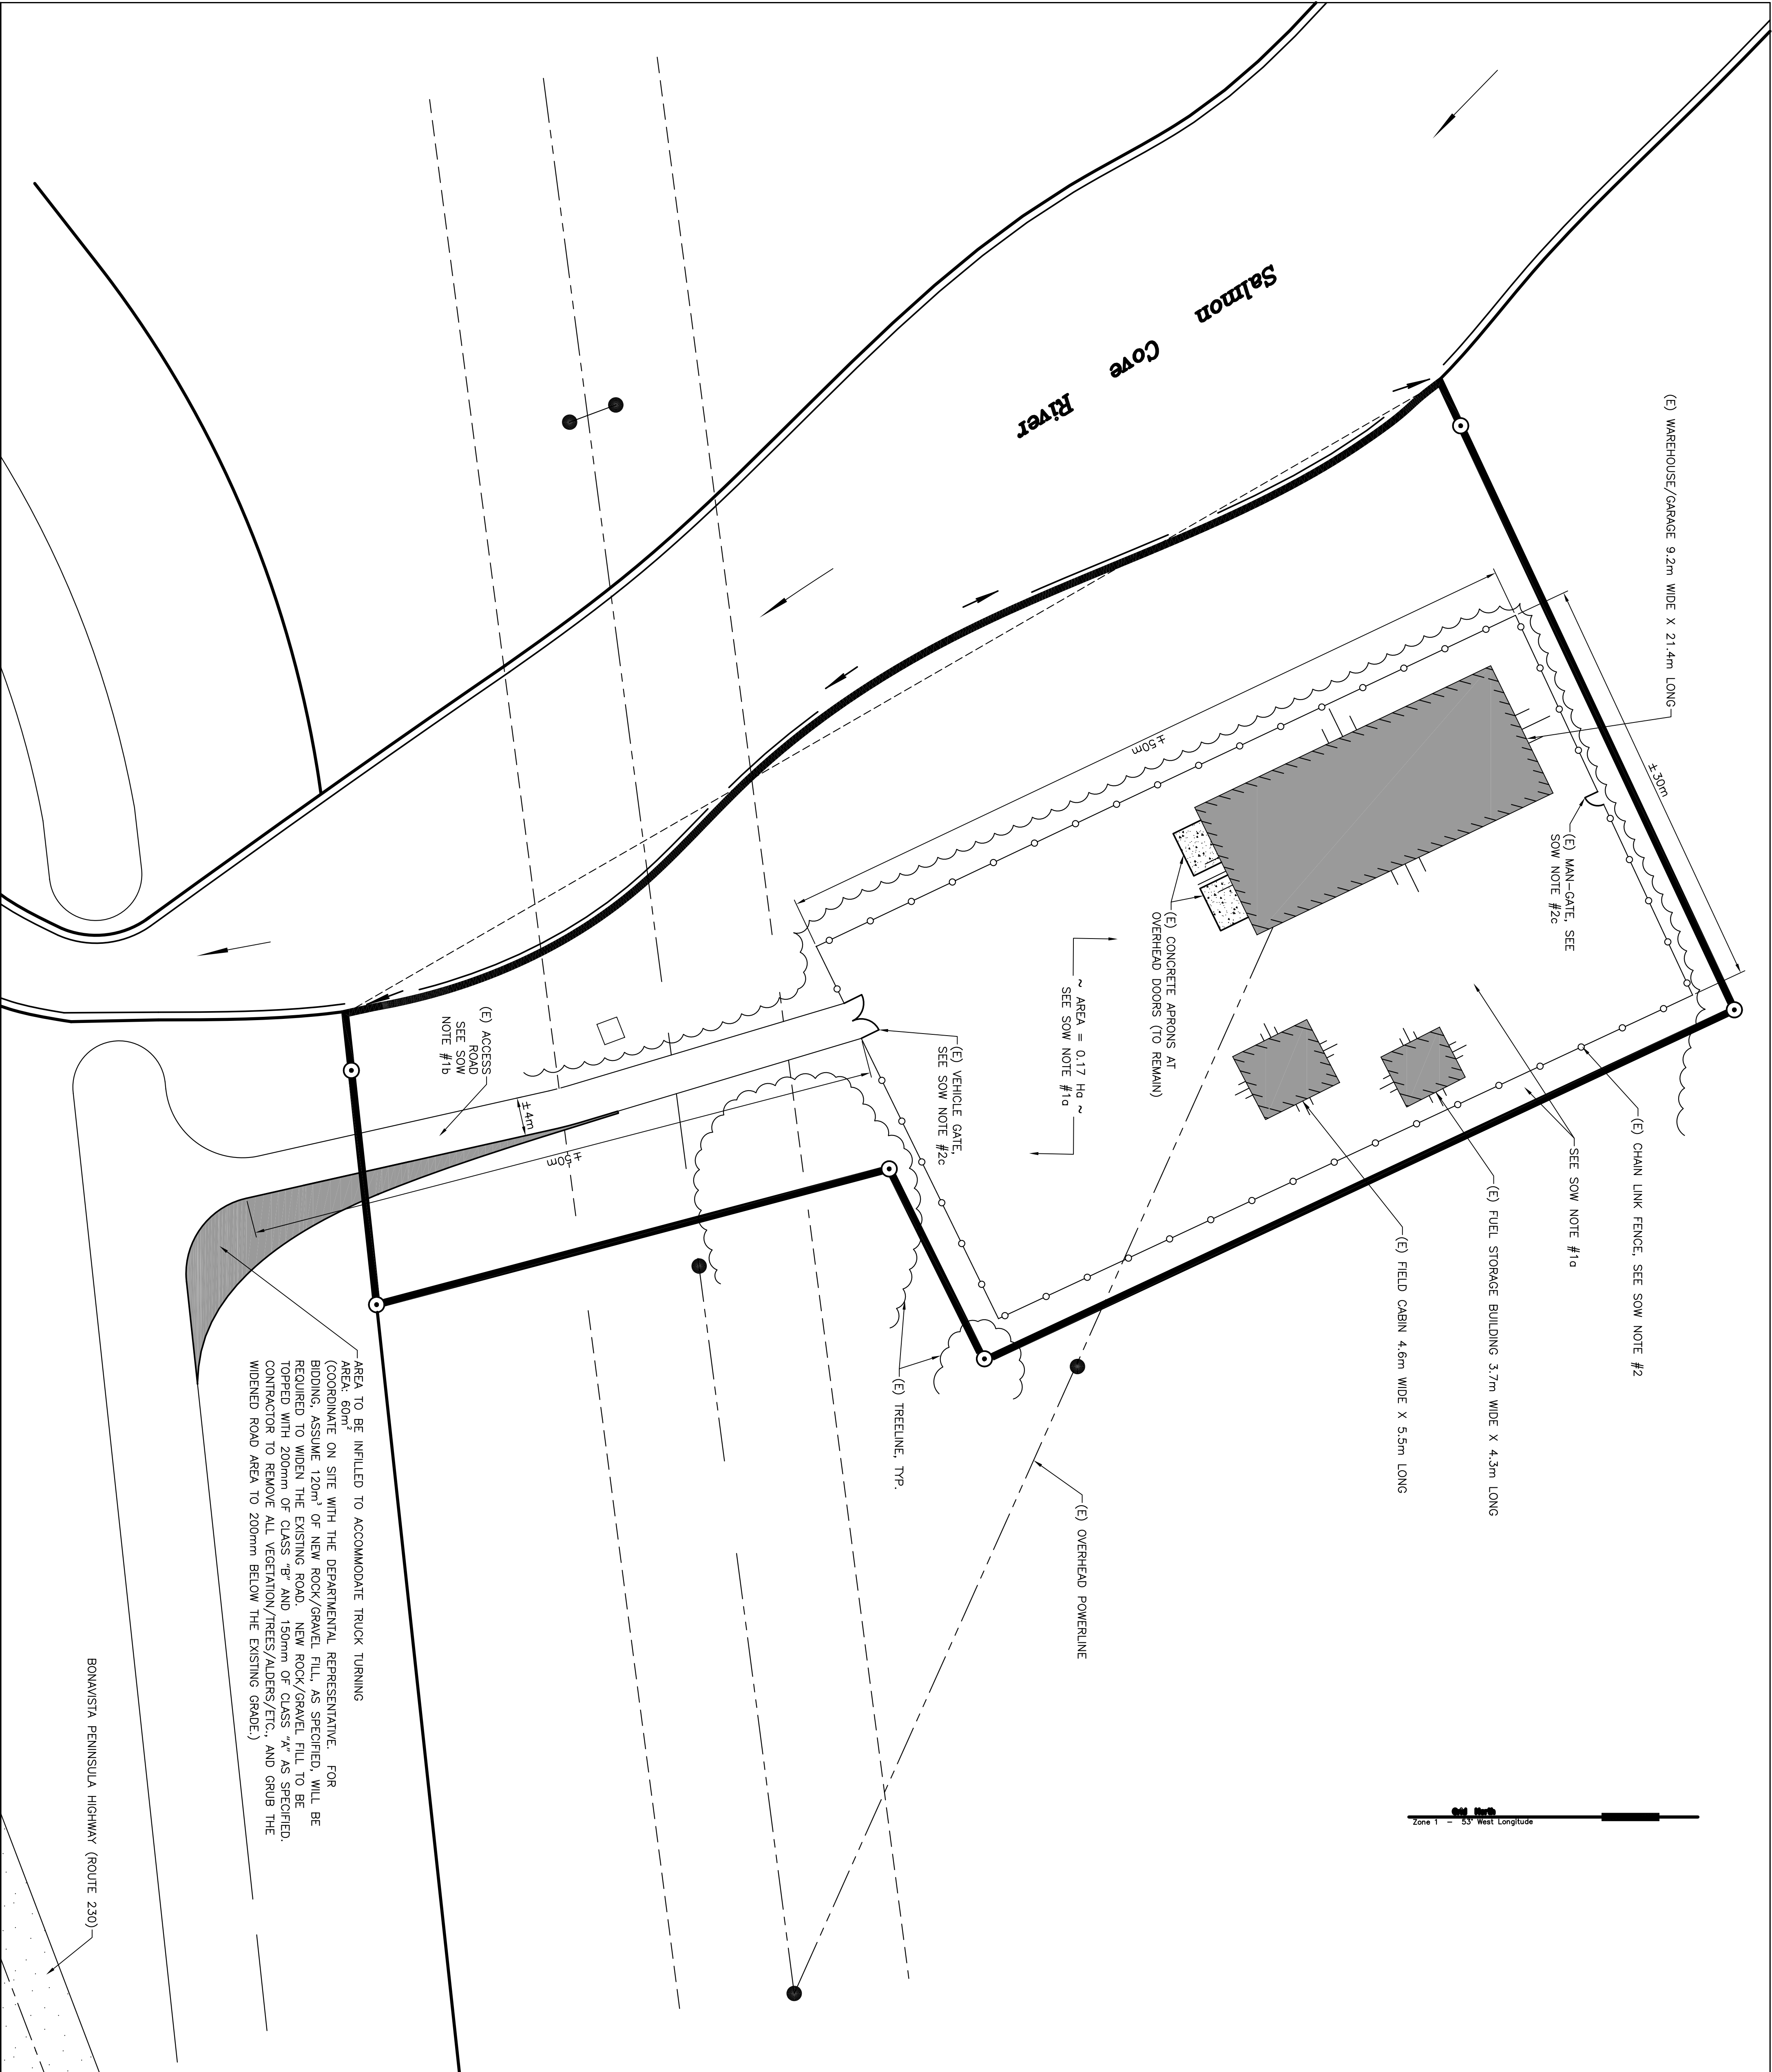 (E) WAREHOUSE/GARAGE 9.2m WIDE X 21.4m LONG
±30m
(E) MAN-GATE, SEE
SOW NOTE #2c
(E) CHAIN LINK FENCE, SEE SOW NOTE #2
SEE SOW NOTE #1a
(E) FUEL STORAGE BUILDING 3.7m WIDE X 4.3m LONG
(E) FIELD CABIN 4.6m WIDE X 5.5m LONG
Salmon
Cove
River
±50m
(E) CONCRETE APRONS AT
OVERHEAD DOORS (TO REMAIN)
~ AREA = 0.17 Ha ~
SEE SOW NOTE #1a
(E) OVERHEAD POWERLINE
(E) VEHICLE GATE,
SEE SOW NOTE #2c
(E) TREELINE, TYP.
(E) ACCESS
ROAD
SEE SOW
NOTE #1b
±4m
±50m
AREA TO BE INFILLED TO ACCOMMODATE TRUCK TURNING
AREA: 60m²
(COORDINATE ON SITE WITH THE DEPARTMENTAL REPRESENTATIVE. FOR
BIDDING, ASSUME 120m³ OF NEW ROCK/GRAVEL FILL, AS SPECIFIED, WILL BE
REQUIRED TO WIDEN THE EXISTING ROAD. NEW ROCK/GRAVEL FILL TO BE
TOPPED WITH 200mm OF CLASS "B" AND 150mm OF CLASS "A" AS SPECIFIED.
CONTRACTOR TO REMOVE ALL VEGETATION/TREES/ALDERS/ETC., AND GRUB THE
WIDENED ROAD AREA TO 200mm BELOW THE EXISTING GRADE.)
BONAVISTA PENINSULA HIGHWAY (ROUTE 230)
Grid North
Zone 1 - 53° West Longitude